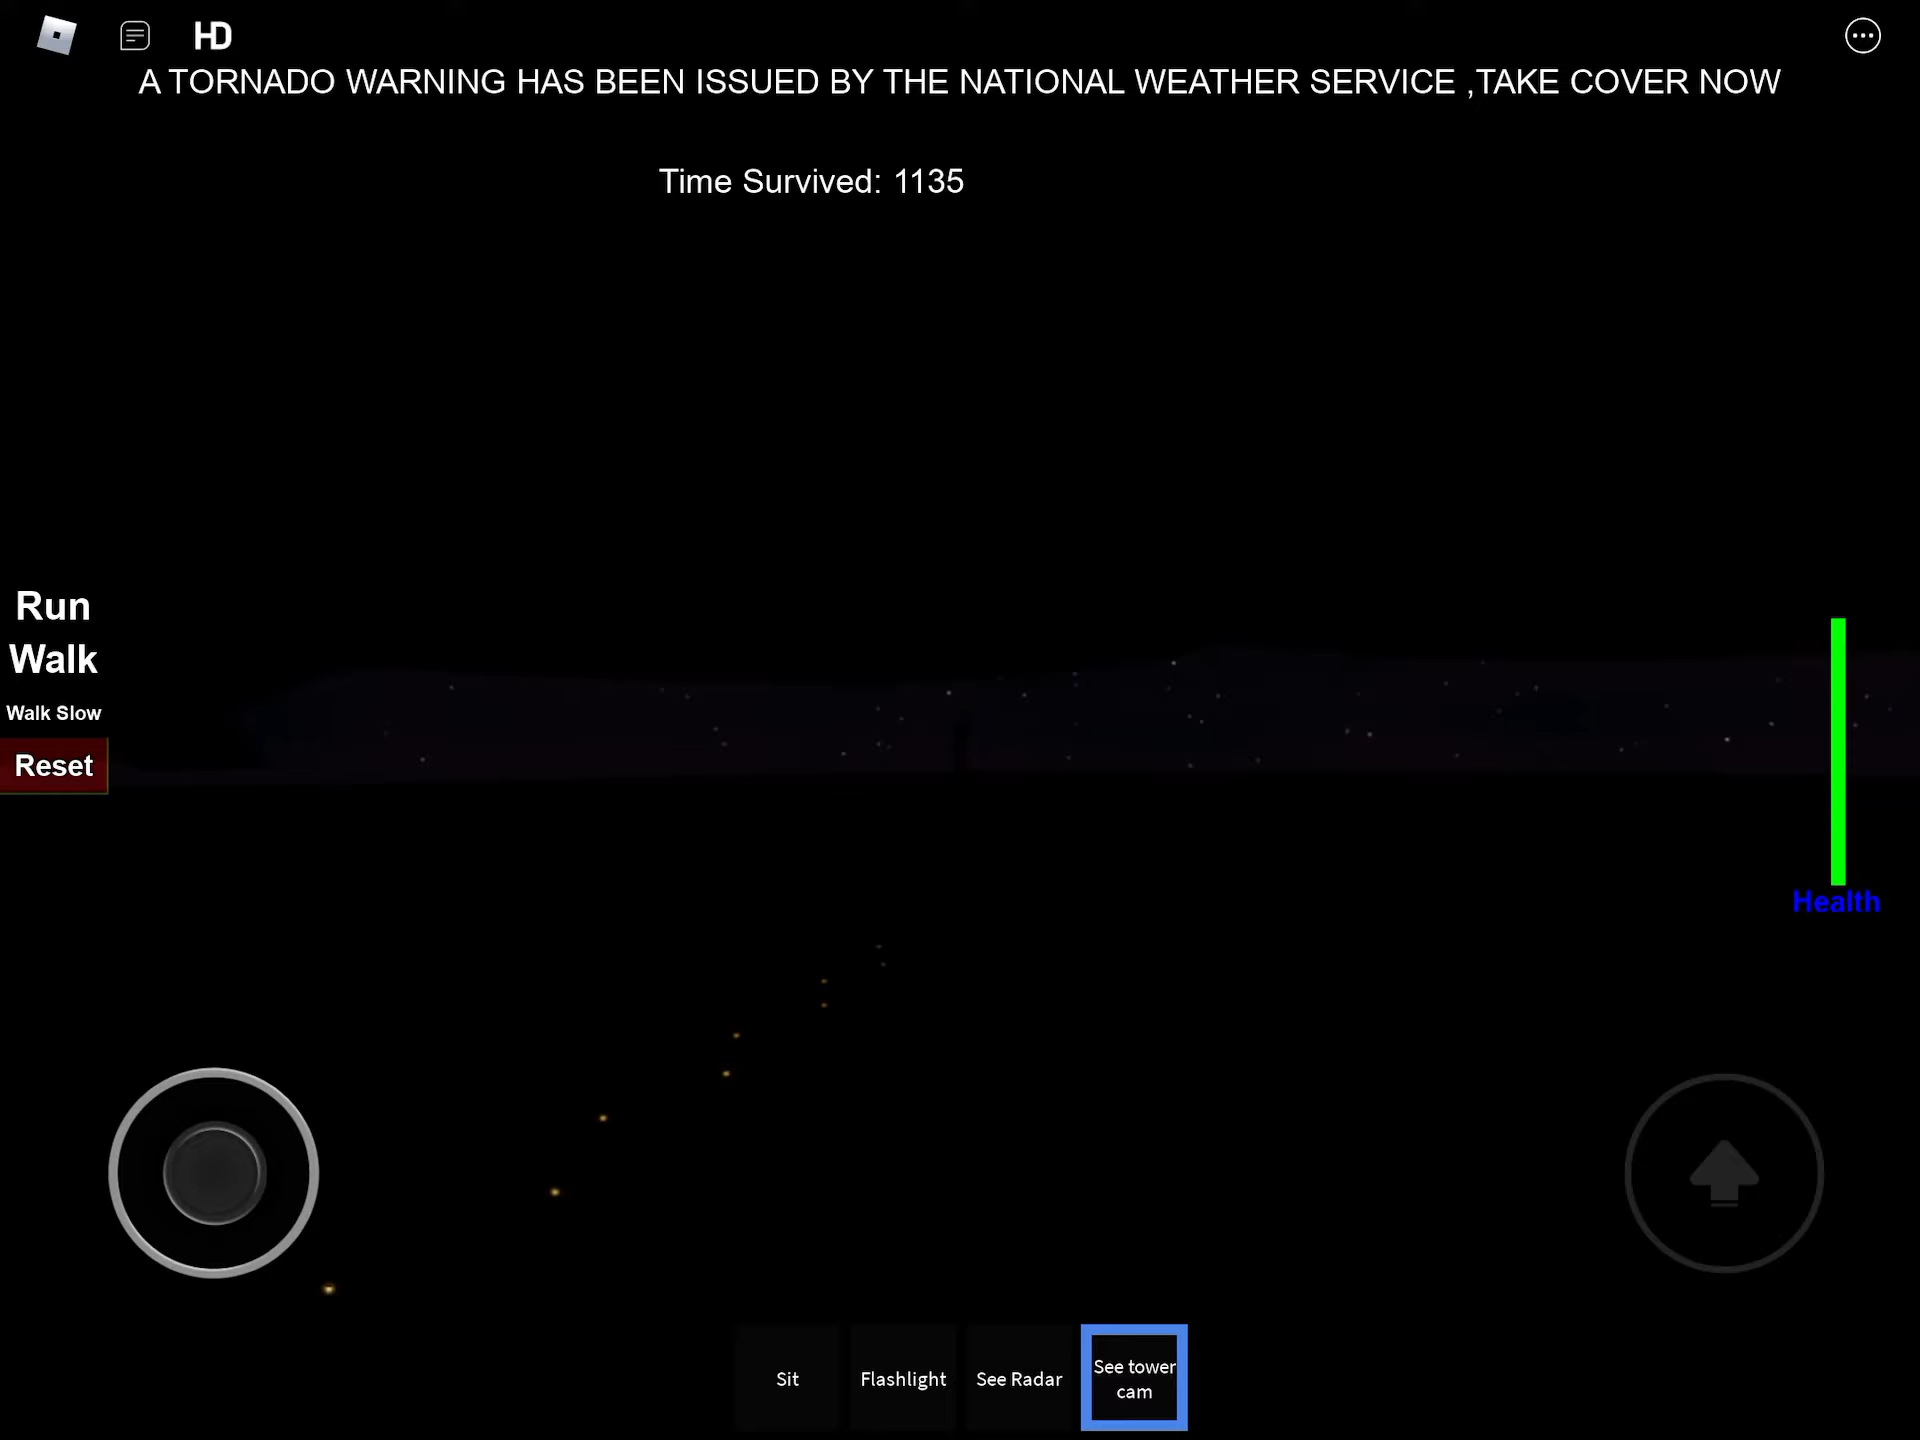 HD
A TORNADO WARNING HAS BEEN ISSUED BY THE NATIONAL WEATHER SERVICE ,TAKE COVER NOW
Time Survived: 1135
Run
Walk
Walk Slow
Reset
Health
Sit
Flashlight
See Radar
See tower
cam